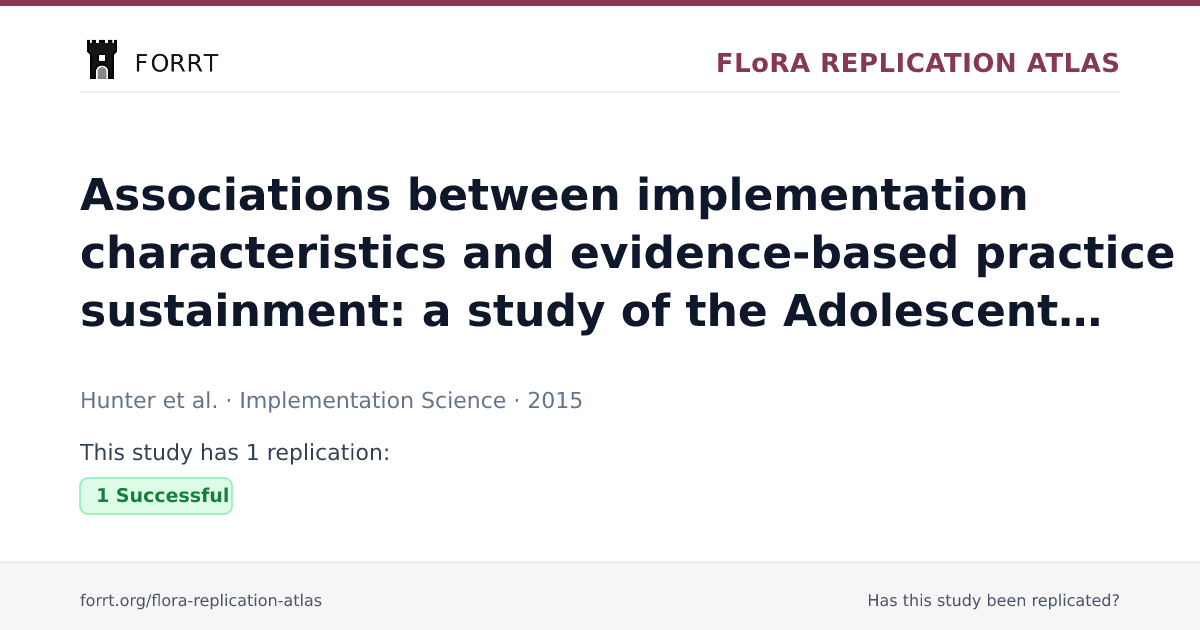 FORRT
FLoRA REPLICATION ATLAS
Associations between implementation
characteristics and evidence-based practice
sustainment: a study of the Adolescent…
Hunter et al. · Implementation Science · 2015
This study has 1 replication:
1 Successful
forrt.org/flora-replication-atlas
Has this study been replicated?